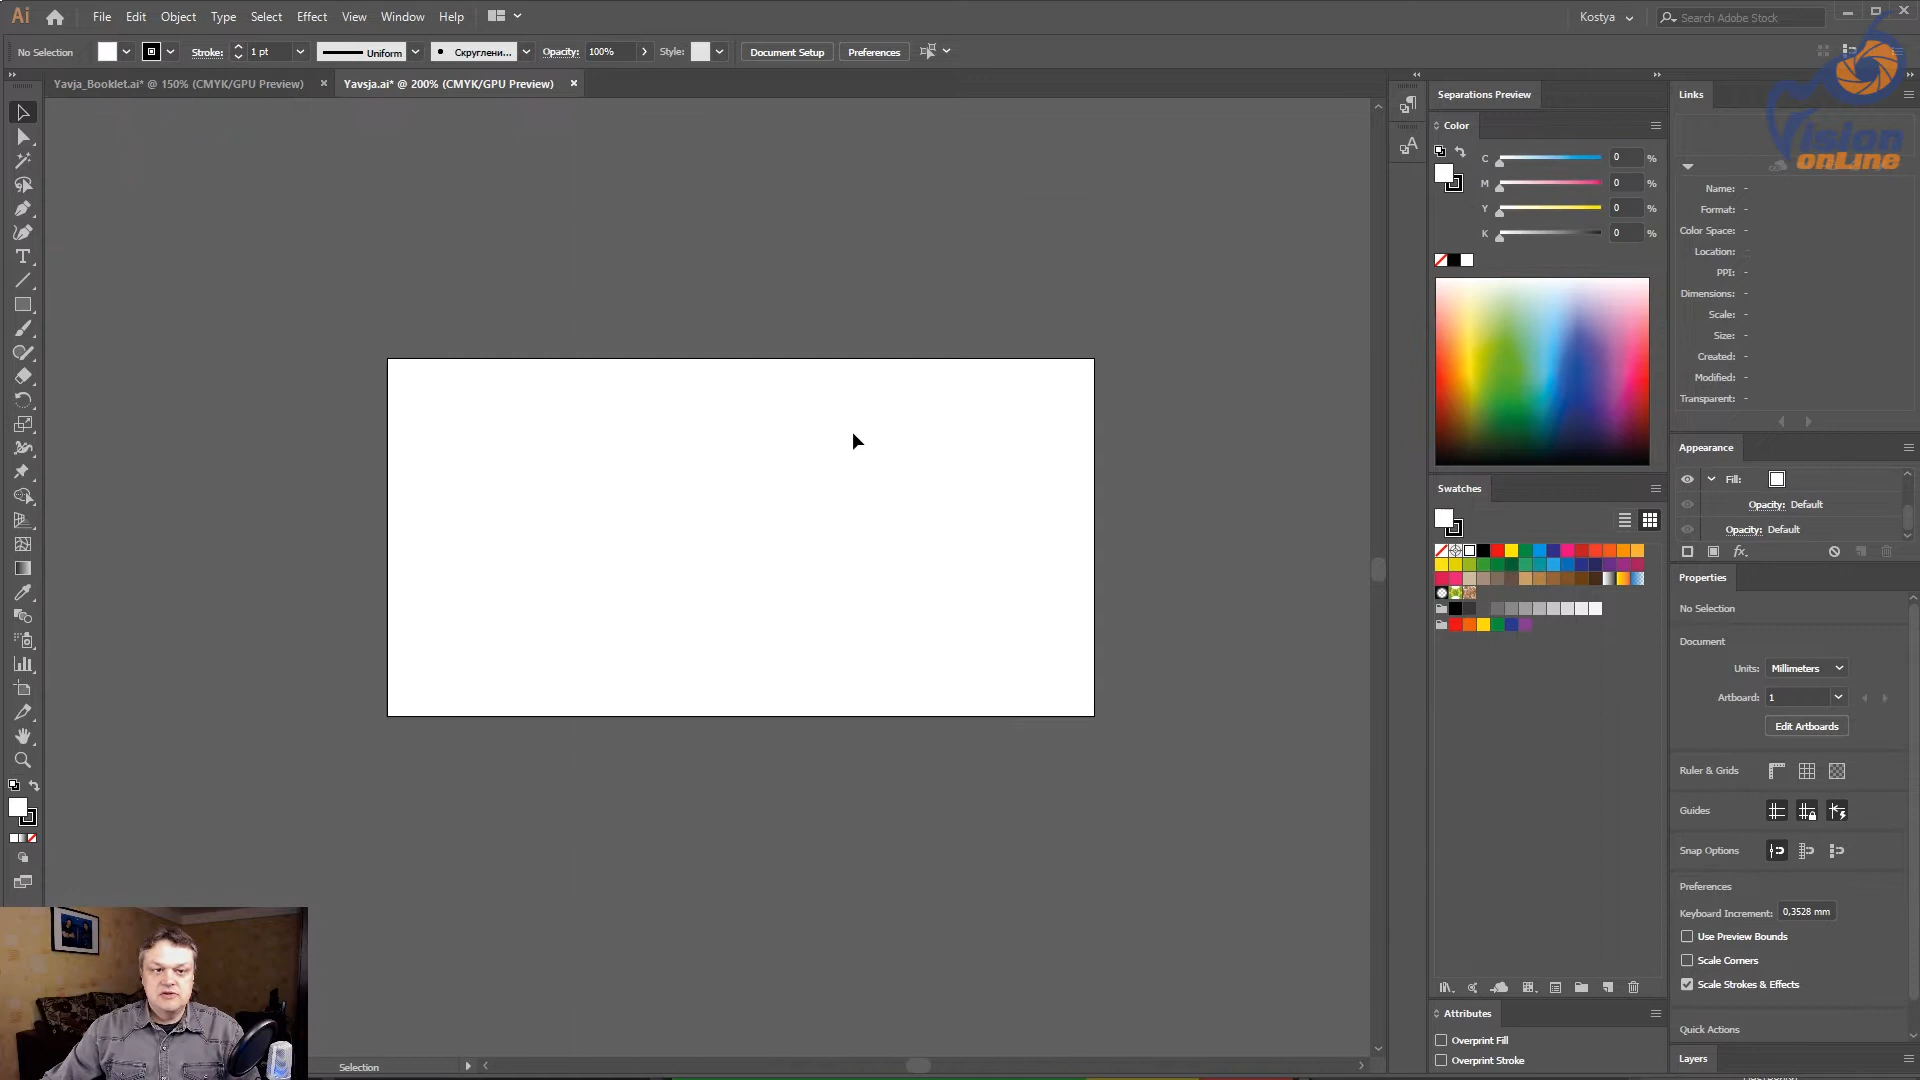 Ai File Edit Object Type Select Effect View Window Help Kostya Search Adobe Stock
No Selection Stroke: 1 pt Uniform Скруглени... Opacity: 100% Style: Document Setup Preferences
Yavja_Booklet.ai* @ 150% (CMYK/GPU Preview) × Yavsja.ai* @ 200% (CMYK/GPU Preview) ×
Separations Preview
Color
C 0 %
M 0 %
Y 0 %
K 0 %
Swatches
Attributes
Overprint Fill
Overprint Stroke
Links
ision
onLine
Name: -
Format: -
Color Space: -
Location: -
PPI: -
Dimensions: -
Scale: -
Size: -
Created: -
Modified: -
Transparent: -
Appearance
Fill:
Opacity: Default
Opacity: Default
fx
Properties
No Selection
Document
Units: Millimeters
Artboard: 1
Edit Artboards
Ruler & Grids
Guides
Snap Options
Preferences
Keyboard Increment: 0,3528 mm
Use Preview Bounds
Scale Corners
Scale Strokes & Effects
Quick Actions
Layers
Selection